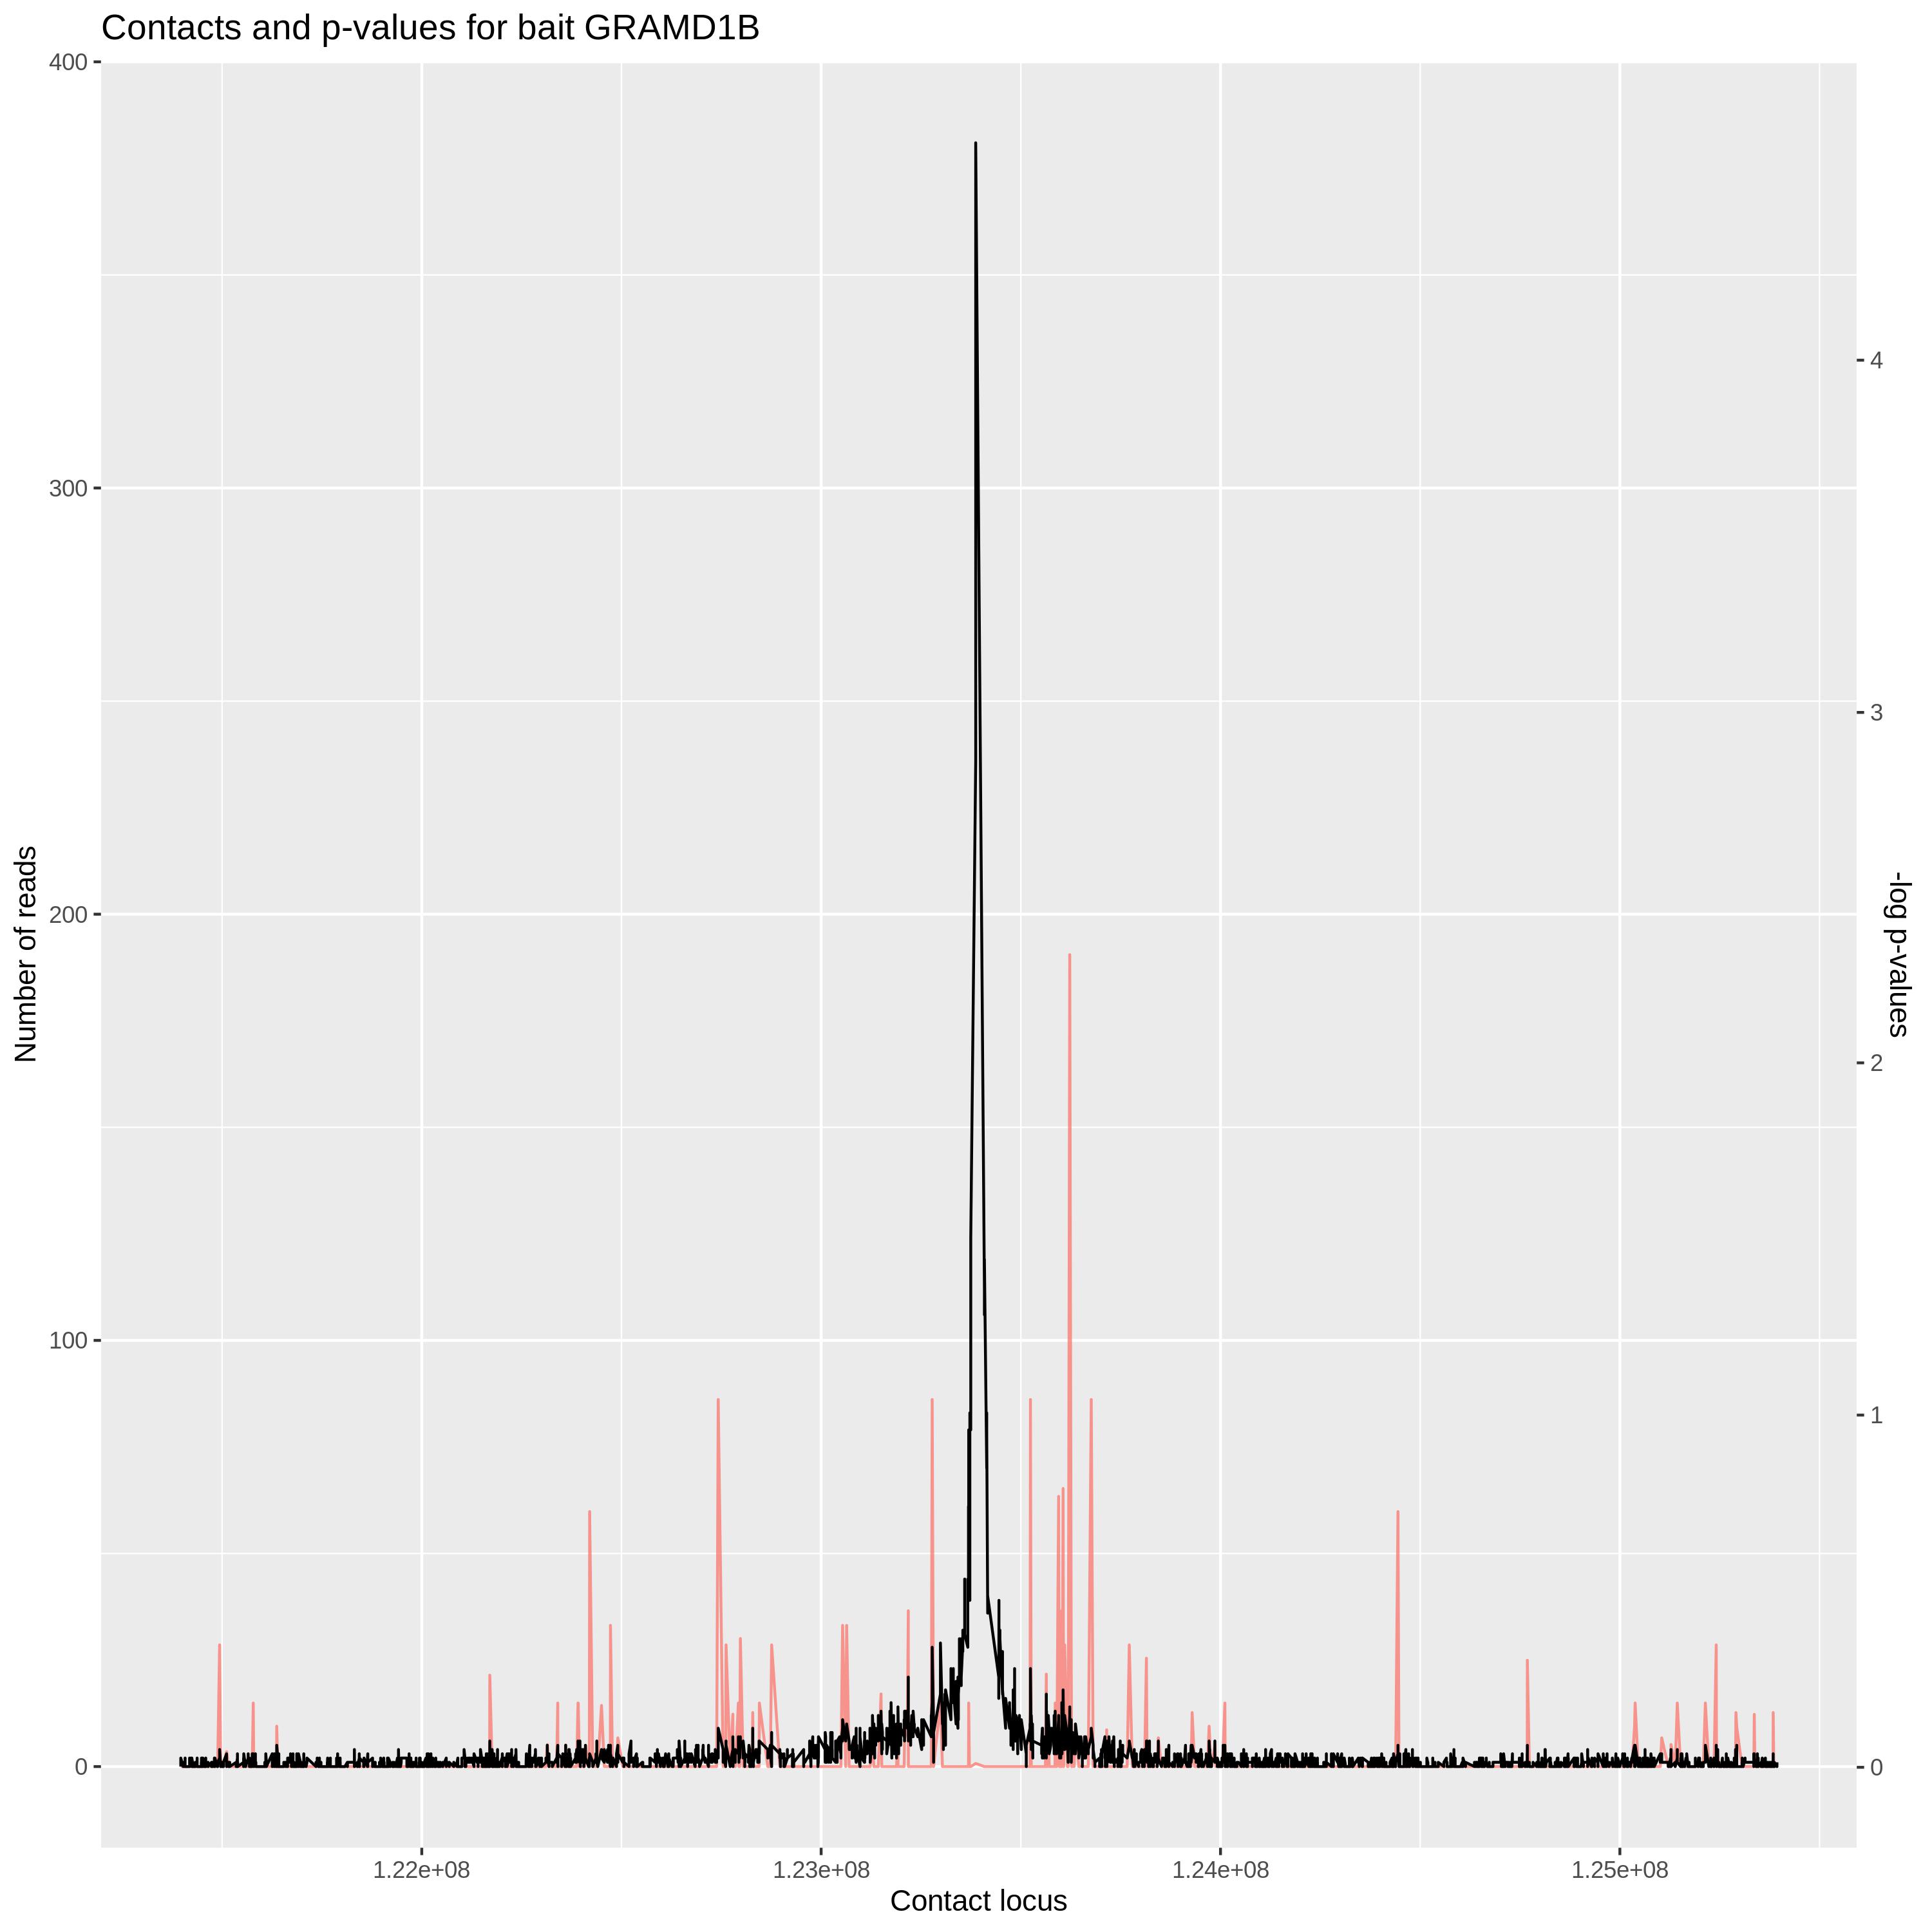 Contacts and p-values for bait GRAMD1B
400
300
200
100
0
Number of reads
4
3
2
1
0
-log p-values
1.22e+08
1.23e+08
1.24e+08
1.25e+08
Contact locus